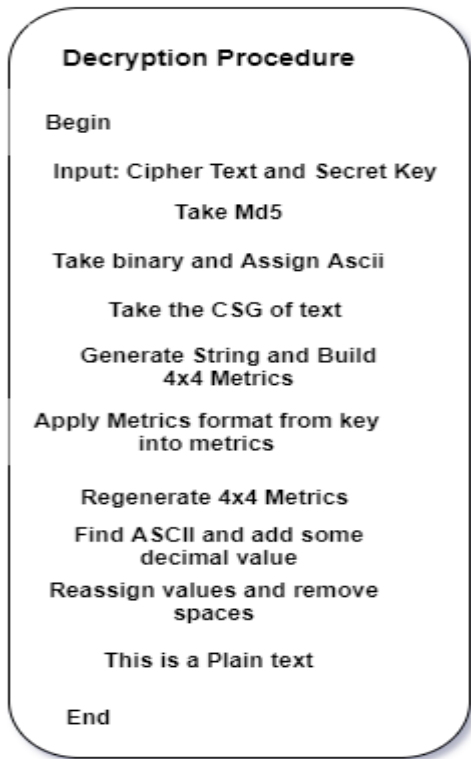 Decryption Procedure
Begin
Input: Cipher Text and Secret Key
Take Md5
Take binary and Assign Ascii
Take the CSG of text
Generate String and Build
4x4 Metrics
Apply Metrics format from key
into metrics
Regenerate 4x4 Metrics
Find ASCII and add some
decimal value
Reassign values and remove
spaces
This is a Plain text
End